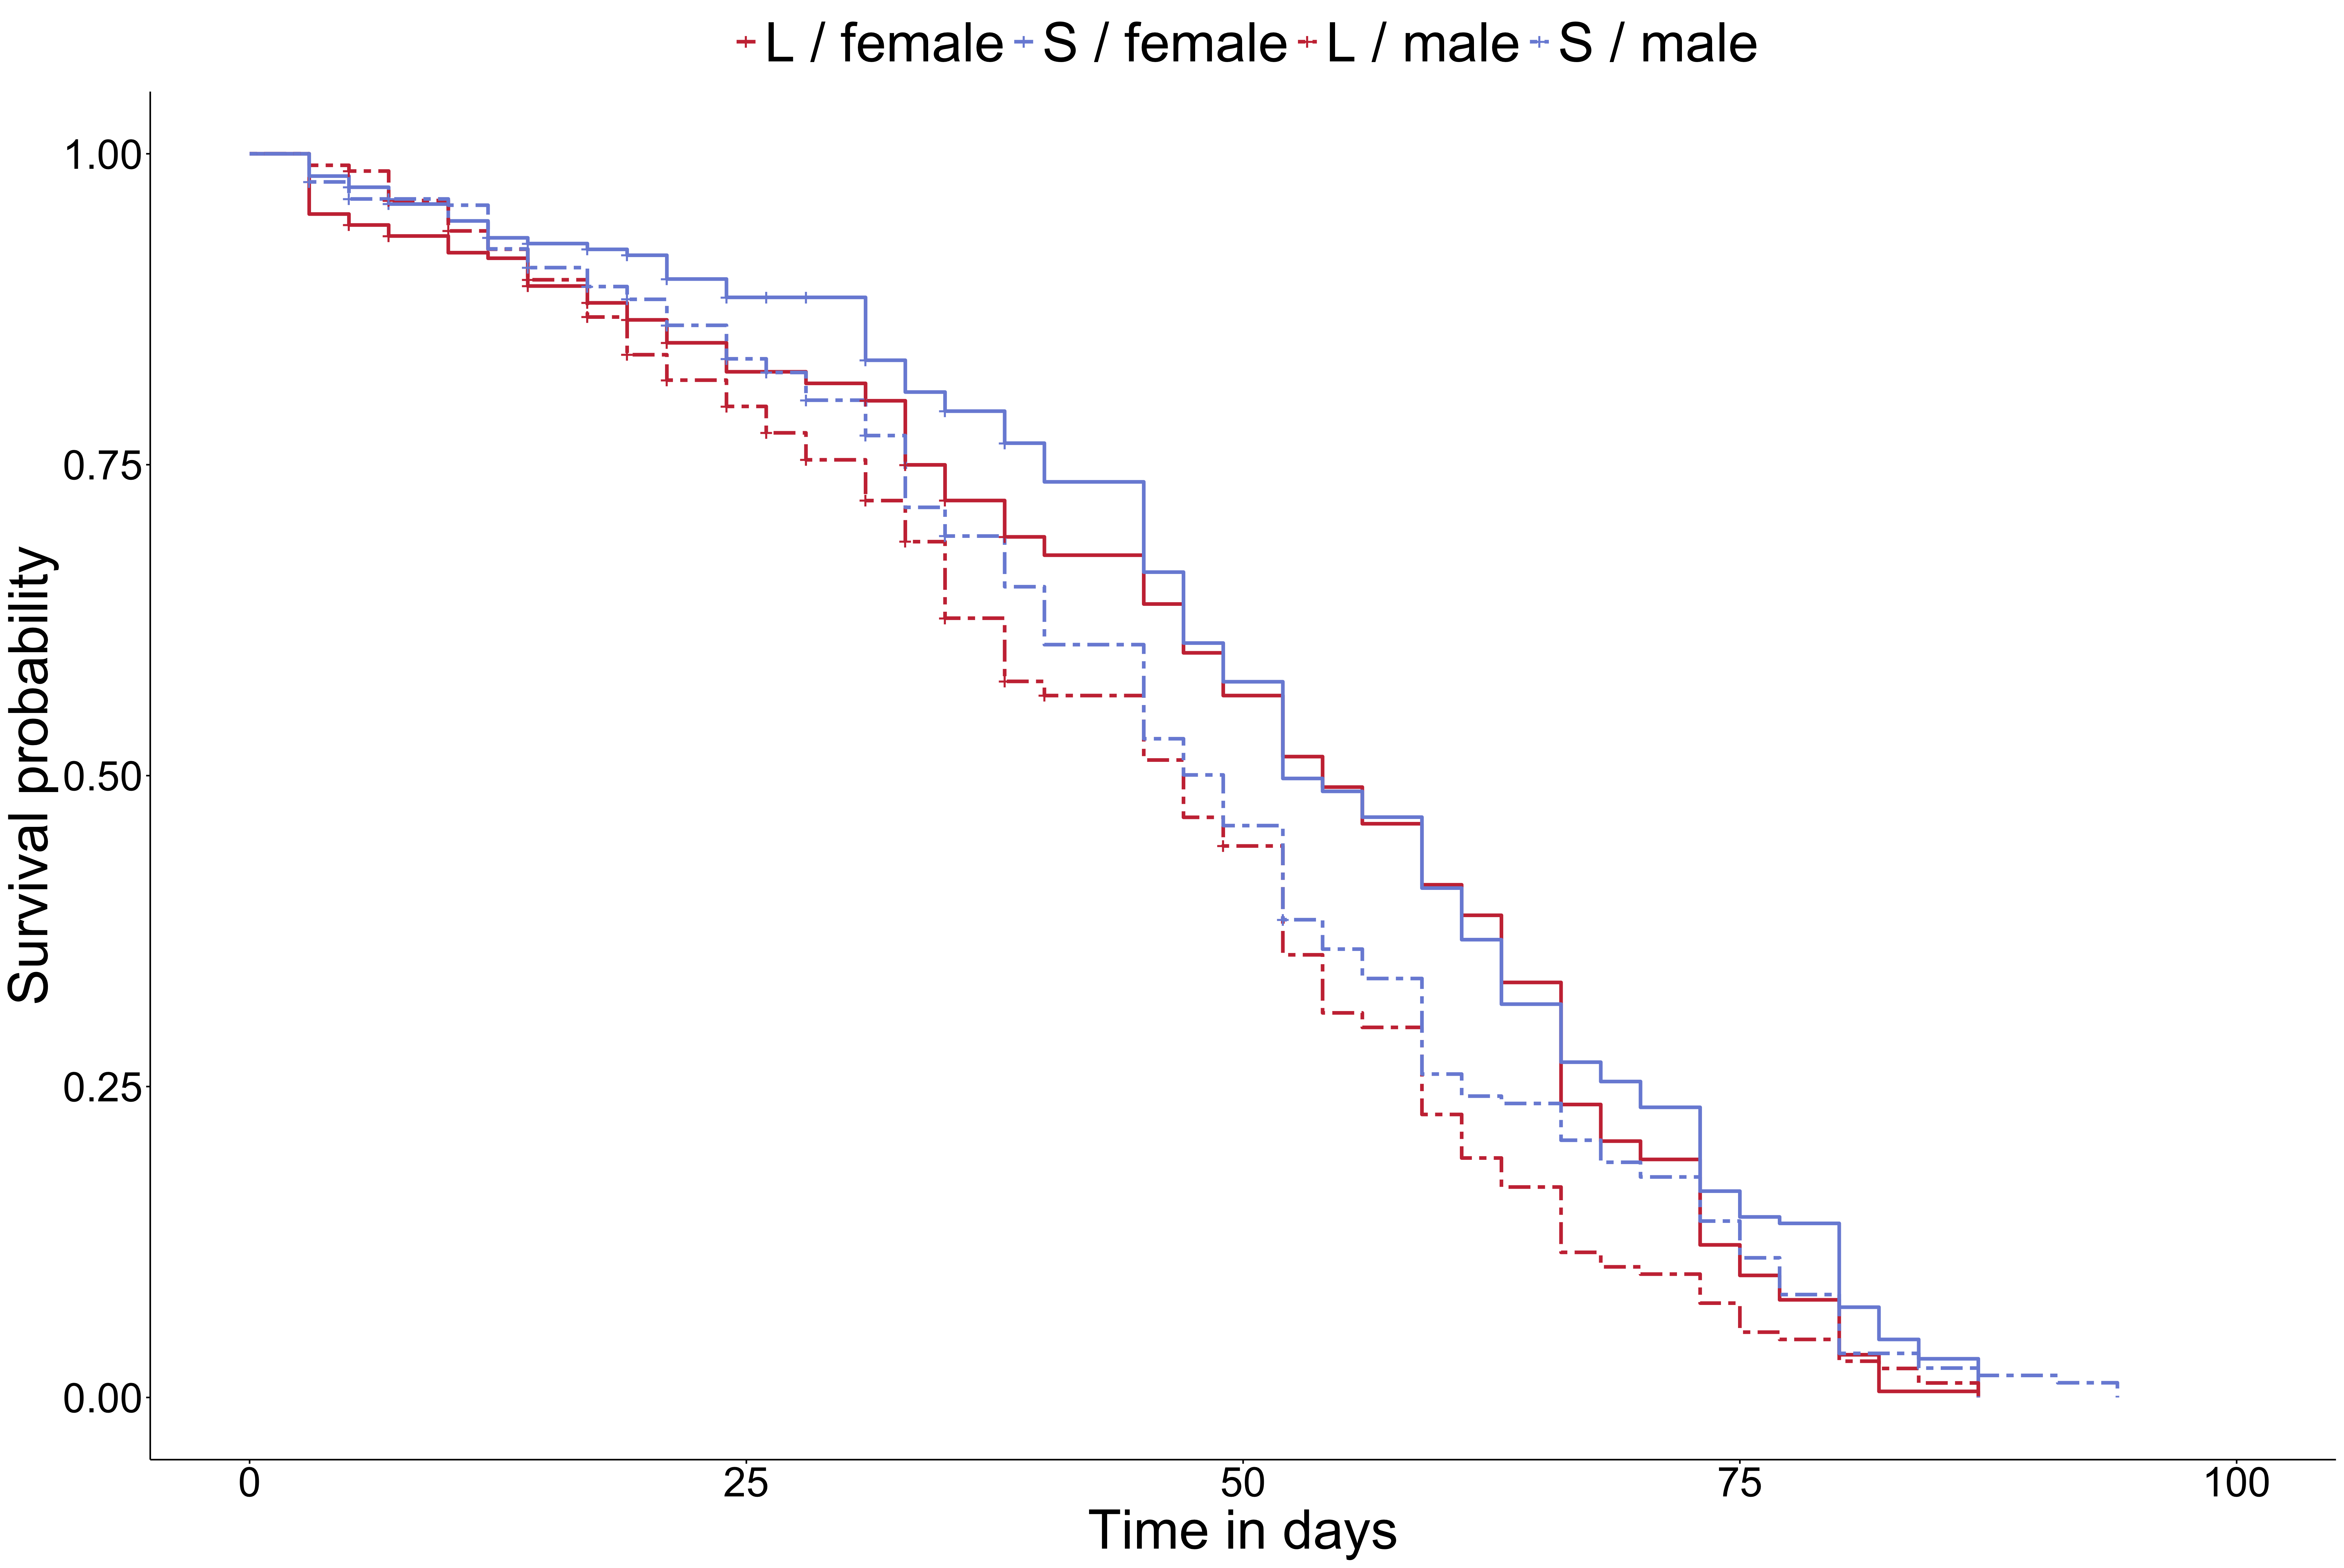 L / female S / female L / male S / male
1.00
0.75
0.50
0.25
0.00
Survival probability
0 25 50 75 100
Time in days